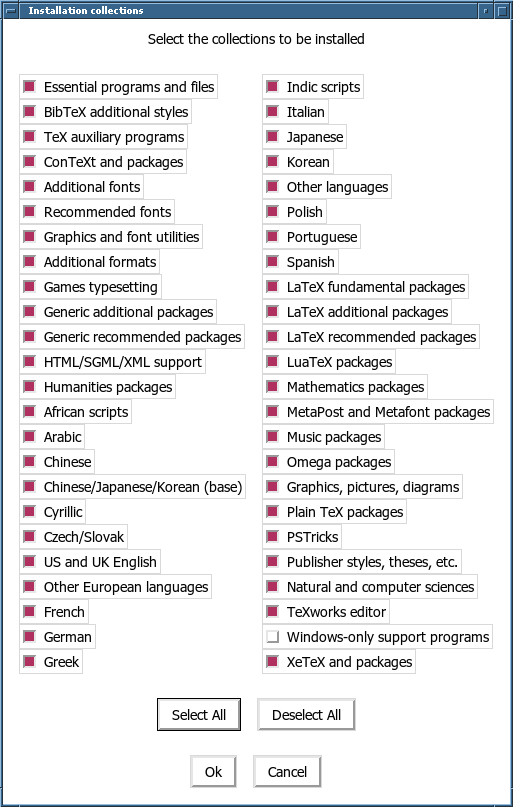 Installation collections
Select the collections to be installed
Essential programs and files
BibTeX additional styles
TeX auxiliary programs
ConTeXt and packages
Additional fonts
Recommended fonts
Graphics and font utilities
Additional formats
Games typesetting
Generic additional packages
Generic recommended packages
HTML/SGML/XML support
Humanities packages
African scripts
Arabic
Chinese
Chinese/Japanese/Korean (base)
Cyrillic
Czech/Slovak
US and UK English
Other European languages
French
German
Greek
Indic scripts
Italian
Japanese
Korean
Other languages
Polish
Portuguese
Spanish
LaTeX fundamental packages
LaTeX additional packages
LaTeX recommended packages
LuaTeX packages
Mathematics packages
MetaPost and Metafont packages
Music packages
Omega packages
Graphics, pictures, diagrams
Plain TeX packages
PSTricks
Publisher styles, theses, etc.
Natural and computer sciences
TeXworks editor
Windows-only support programs
XeTeX and packages
Select All
Deselect All
Ok
Cancel